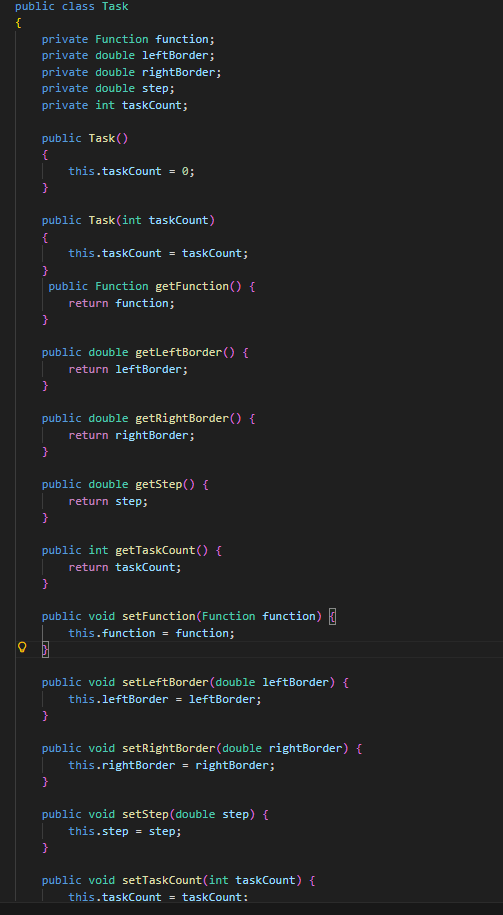 public class Task
{
private Function function;
private double leftBorder;
private double rightBorder;
private double step;
private int taskCount;
public Task()
{
this.taskCount = 0;
}
public Task(int taskCount)
{
this.taskCount = taskCount;
}
public Function getFunction() {
return function;
}
public double getLeftBorder() {
return leftBorder;
}
public double getRightBorder() {
return rightBorder;
}
public double getStep() {
return step;
}
public int getTaskCount() {
return taskCount;
}
public void setFunction(Function function) {
this.function = function;
}
public void setLeftBorder(double leftBorder) {
this.leftBorder = leftBorder;
}
public void setRightBorder(double rightBorder) {
this.rightBorder = rightBorder;
}
public void setStep(double step) {
this.step = step;
}
public void setTaskCount(int taskCount) {
this.taskCount = taskCount;